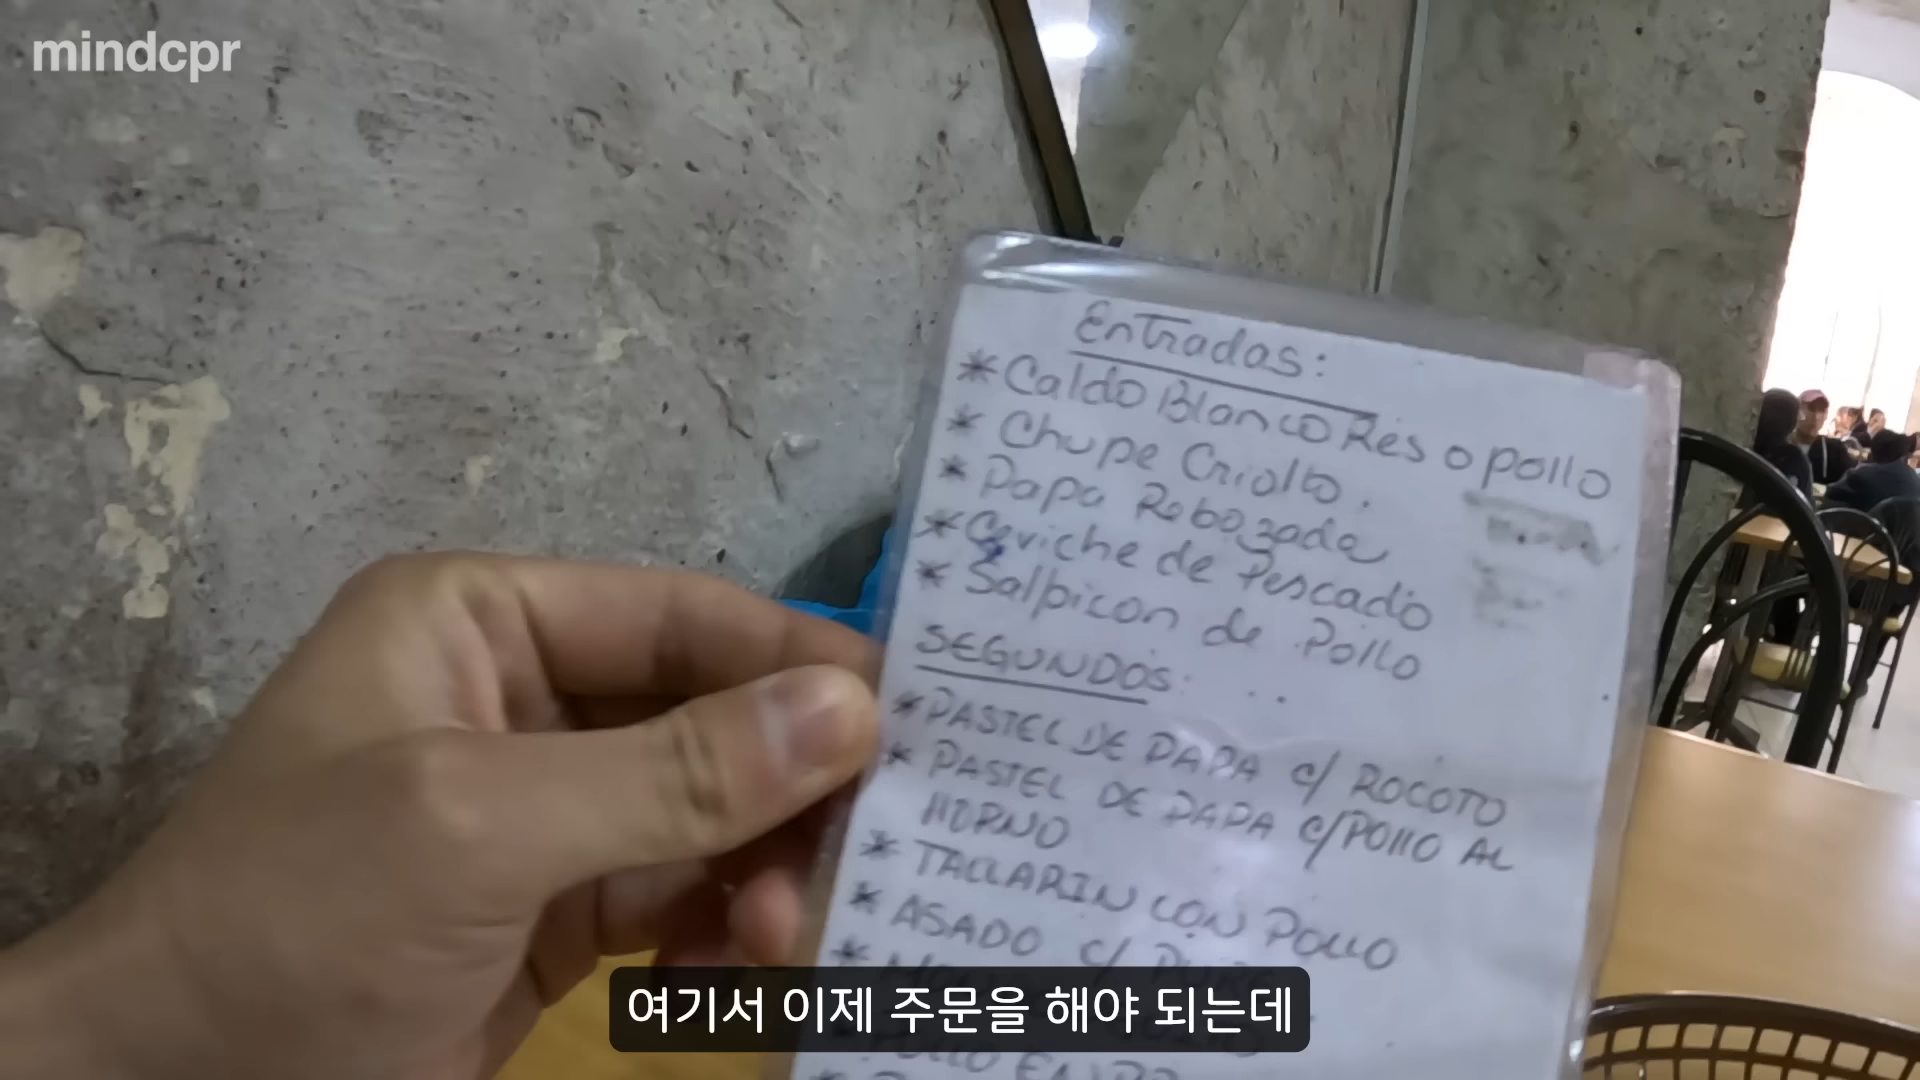 mindcpr
Entradas:
* Caldo Blanco Res o pollo
* Chupe Criollo.
* Papa Rebozada
* Ceviche de Pescado
* Salpicon de Pollo
SEGUNDOS:
* PASTEL DE PAPA c/ ROCOTO
* PASTEL DE PAPA c/POllO AL
HORNO
* TALLARIN CON POLLO
* ASADO c/
여기서 이제 주문을 해야 되는데
POLLO